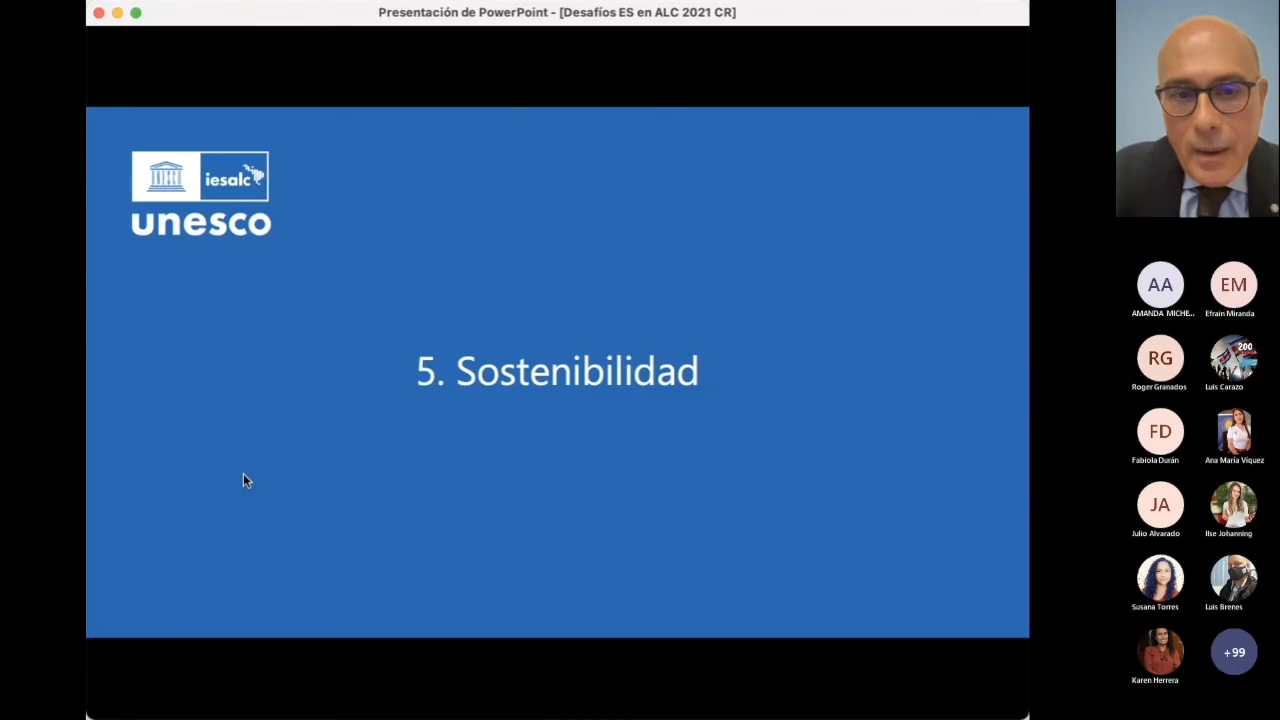 Presentación de PowerPoint - [Desafíos ES en ALC 2021 CR]
iesalc
unesco
5. Sostenibilidad
AA
EM
AMANDA MICHE...
Efrain Miranda
RG
200
Roger Granados
Luis Carazo
FD
Fabiola Durán
Ana María Víquez
JA
Julio Alvarado
Ilse Johanning
Susana Torres
Luis Brenes
+99
Karen Herrera